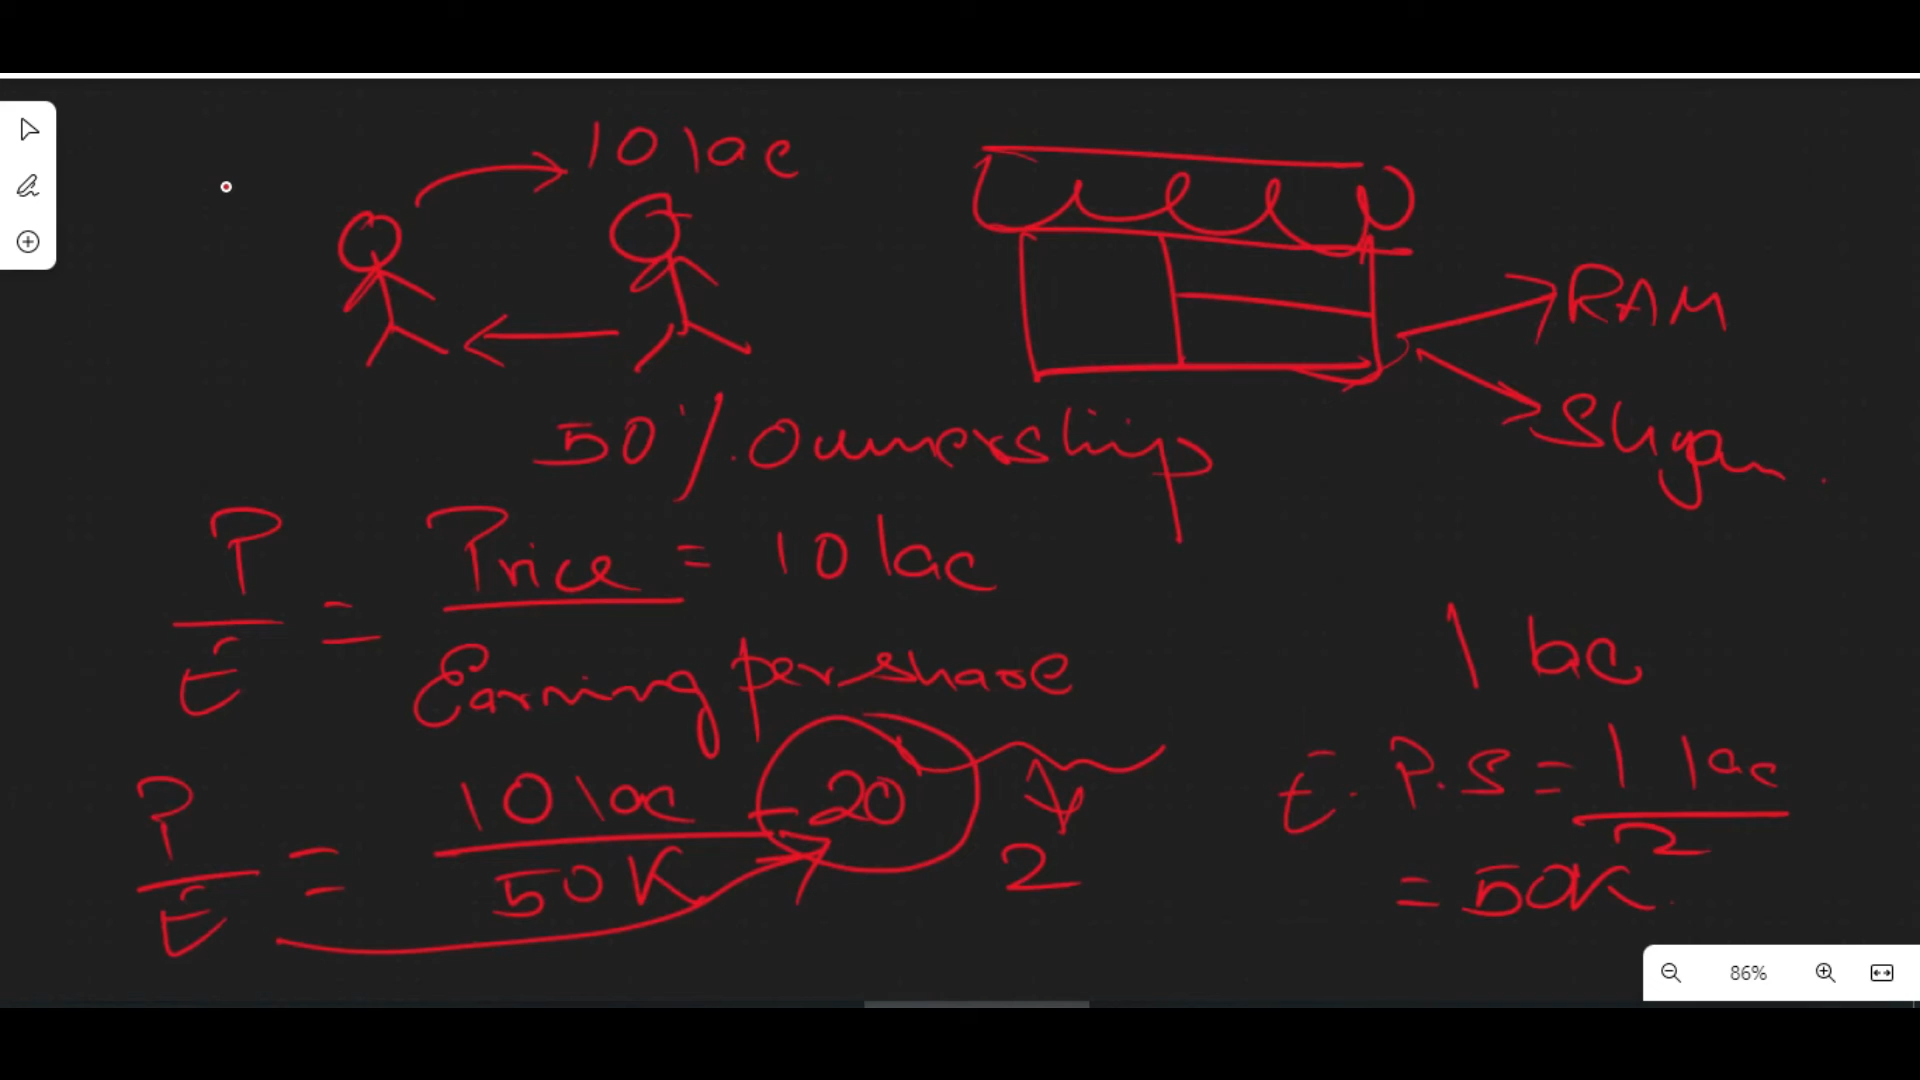 10 lac
RAM
Shyam.
50% Ownership
P/E = Price = 10 lac
Earning per share
1 lac
E.P.S = 1 lac / 2
= 50K
P/E = 10 lac / 50K = 20
2
86%